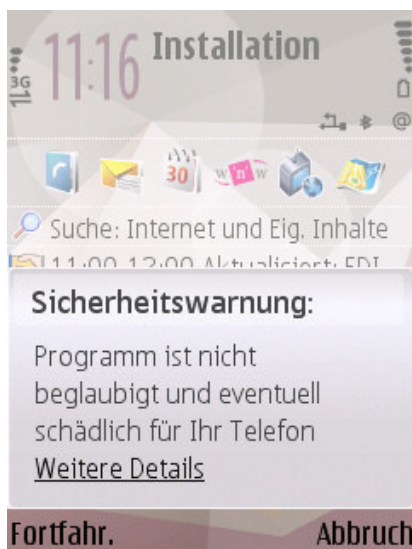 11:16 Installation
3G
@
30 w 'n' w
Suche: Internet und Eig. Inhalte
11:00-12:00 Aktualisiert: EDI
Sicherheitswarnung:
Programm ist nicht
beglaubigt und eventuell
schädlich für Ihr Telefon
Weitere Details
Fortfahr. Abbruch